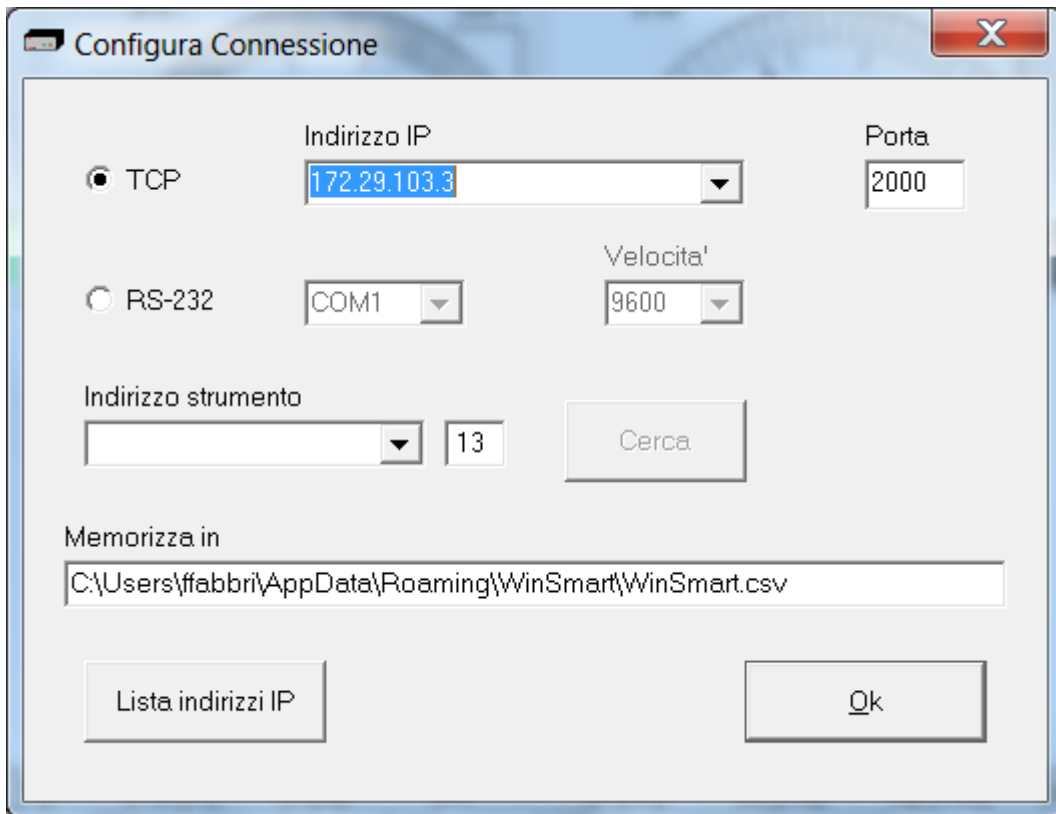 Configura Connessione
Indirizzo IP
Porta
TCP
172.29.103.3
2000
Velocita'
RS-232
COM1
9600
Indirizzo strumento
13
Cerca
Memorizza in
C:\Users\ffabbri\AppData\Roaming\WinSmart\WinSmart.csv
Lista indirizzi IP
Ok